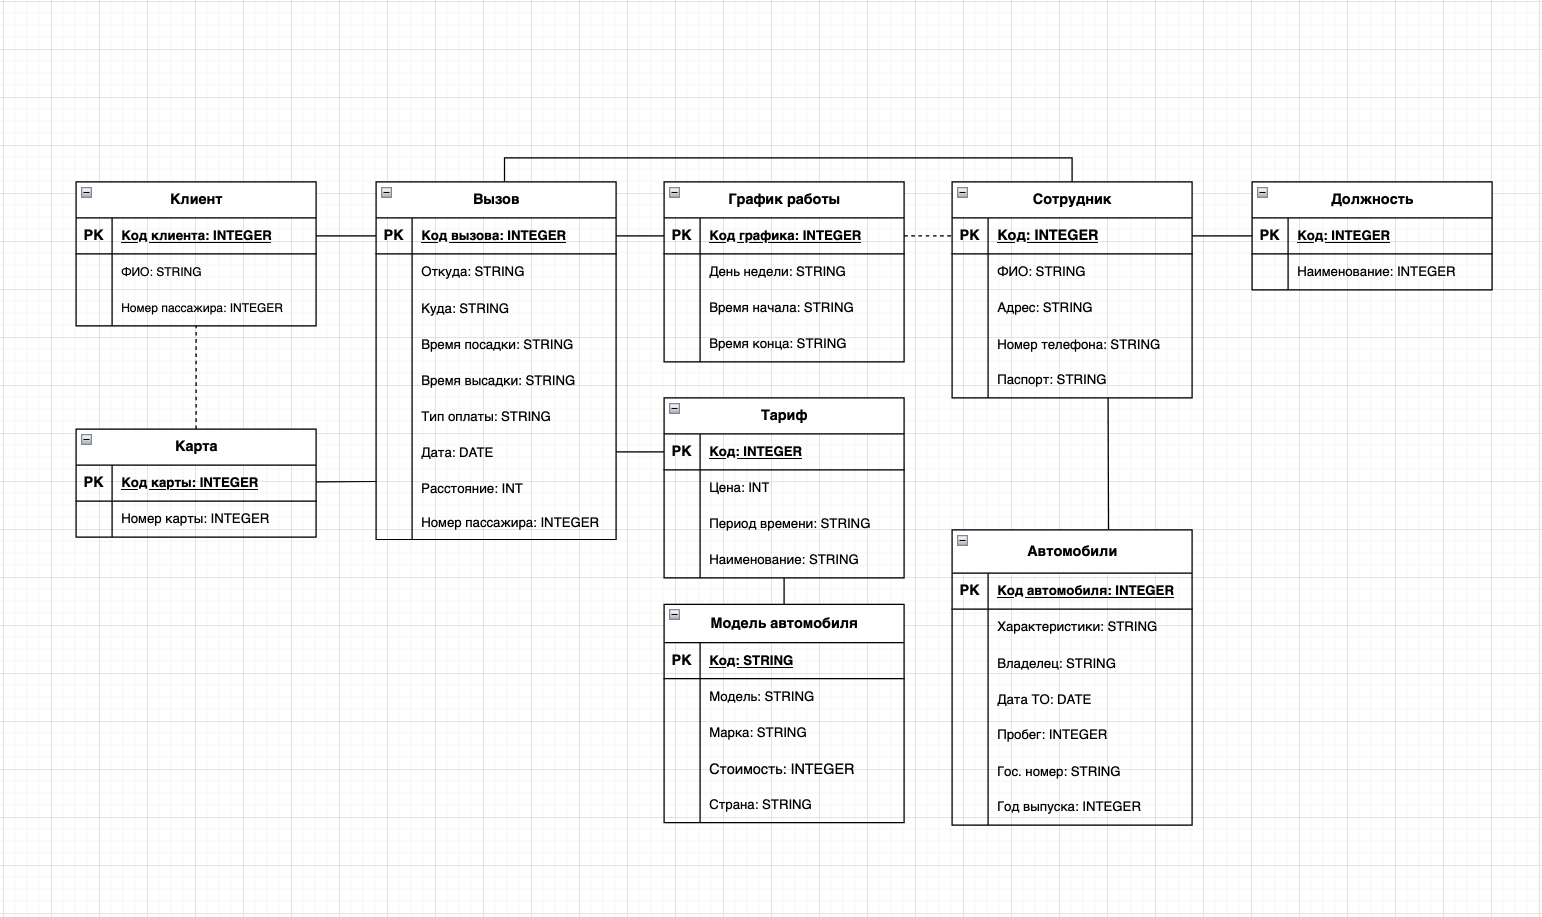 Клиент
PK
Код клиента: INTEGER
ФИО: STRING
Номер пассажира: INTEGER
Карта
PK
Код карты: INTEGER
Номер карты: INTEGER
Вызов
PK
Код вызова: INTEGER
Откуда: STRING
Куда: STRING
Время посадки: STRING
Время высадки: STRING
Тип оплаты: STRING
Дата: DATE
Расстояние: INT
Номер пассажира: INTEGER
График работы
PK
Код графика: INTEGER
День недели: STRING
Время начала: STRING
Время конца: STRING
Тариф
PK
Код: INTEGER
Цена: INT
Период времени: STRING
Наименование: STRING
Модель автомобиля
PK
Код: STRING
Модель: STRING
Марка: STRING
Стоимость: INTEGER
Страна: STRING
Сотрудник
PK
Код: INTEGER
ФИО: STRING
Адрес: STRING
Номер телефона: STRING
Паспорт: STRING
Автомобили
PK
Код автомобиля: INTEGER
Характеристики: STRING
Владелец: STRING
Дата ТО: DATE
Пробег: INTEGER
Гос. номер: STRING
Год выпуска: INTEGER
Должность
PK
Код: INTEGER
Наименование: INTEGER